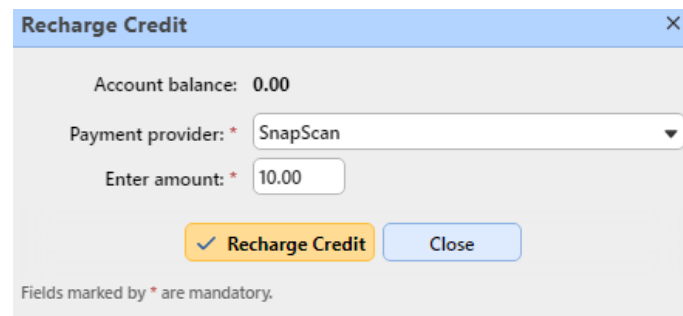 Recharge Credit ×
Account balance: 0.00
Payment provider: * SnapScan
Enter amount: * 10.00
Recharge Credit Close
Fields marked by * are mandatory.